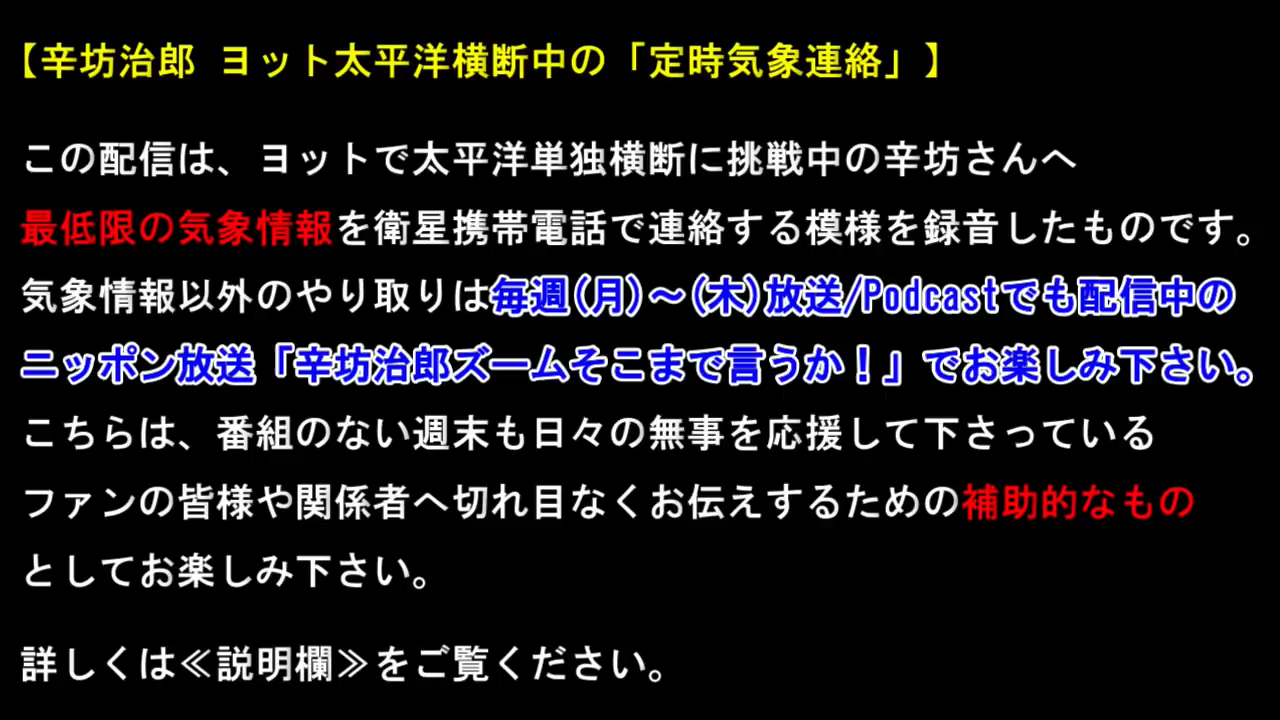 【辛坊治郎 ヨット太平洋横断中の「定時気象連絡」】
この配信は、ヨットで太平洋単独横断に挑戦中の辛坊さんへ
最低限の気象情報を衛星携帯電話で連絡する模様を録音したものです。
気象情報以外のやり取りは毎週(月)～(木)放送/Podcastでも配信中の
ニッポン放送「辛坊治郎ズームそこまで言うか！」でお楽しみ下さい。
こちらは、番組のない週末も日々の無事を応援して下さっている
ファンの皆様や関係者へ切れ目なくお伝えするための補助的なもの
としてお楽しみ下さい。
詳しくは≪説明欄≫をご覧ください。